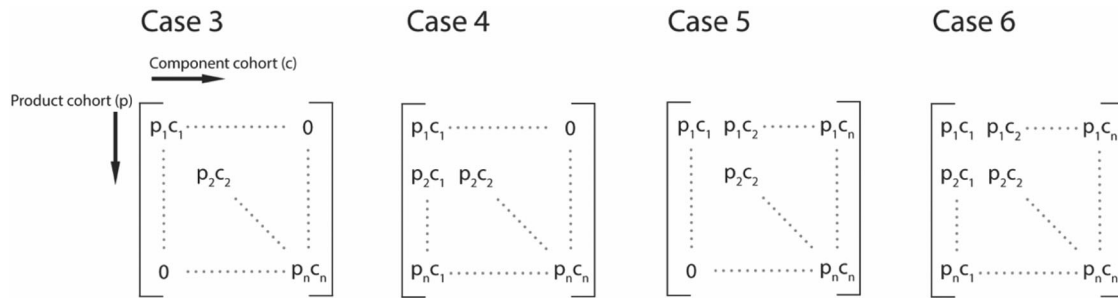 Case 3 Case 4 Case 5 Case 6
Component cohort (c)
Product cohort (p)
p₁c₁ 0 p₁c₁ 0 p₁c₁ p₁c₂ p₁cₙ p₁c₁ p₁c₂ p₁cₙ
p₂c₂ p₂c₁ p₂c₂ p₂c₂ p₂c₁ p₂c₂
0 pₙcₙ pₙc₁ pₙcₙ 0 pₙcₙ pₙc₁ pₙcₙ